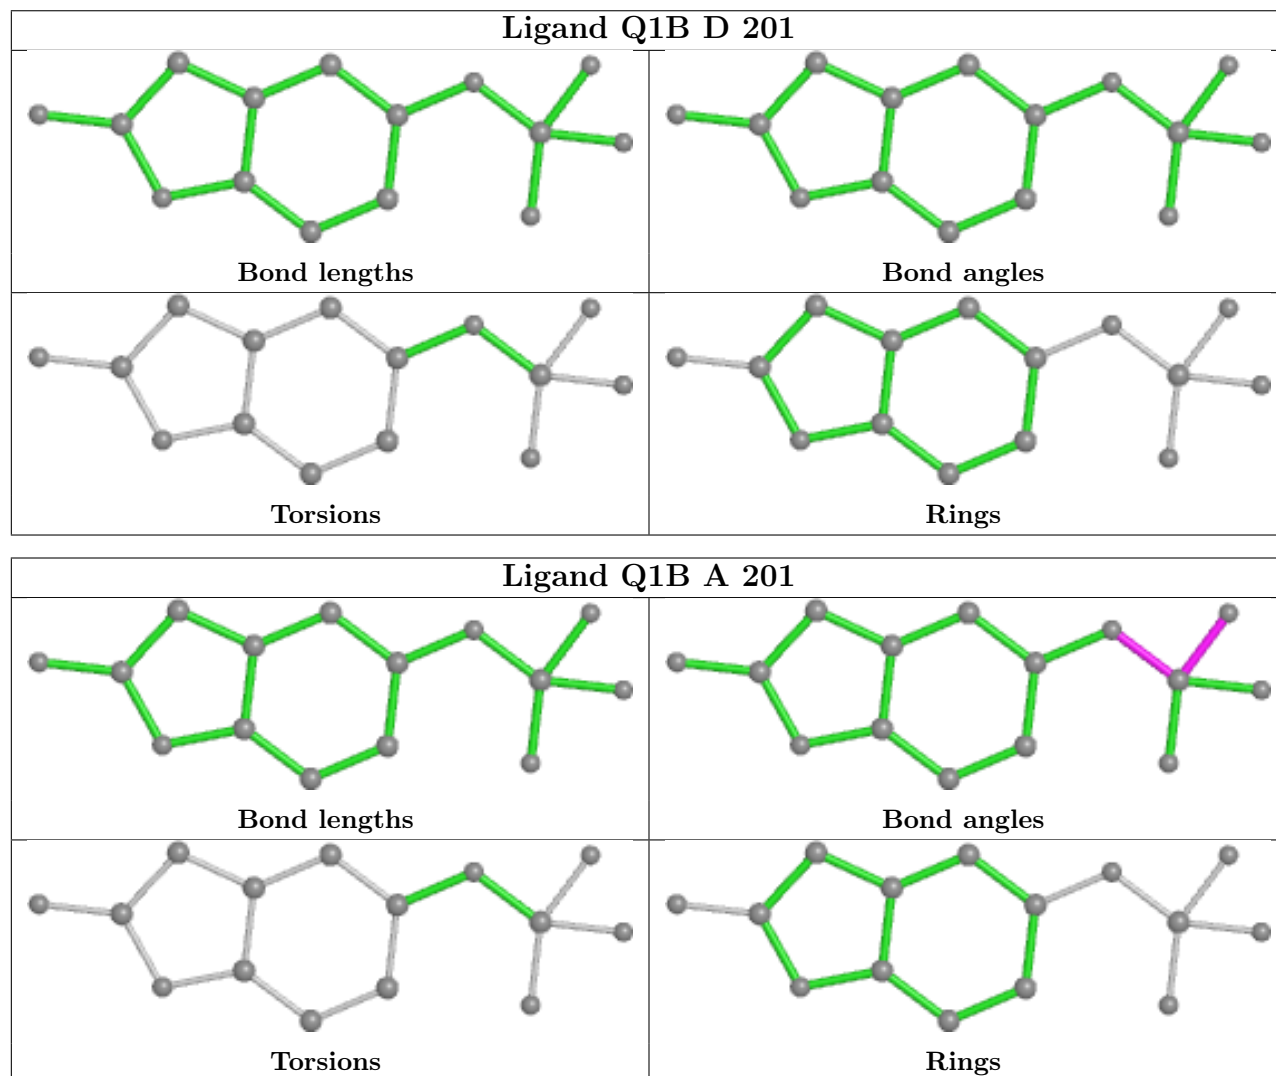 Ligand Q1B D 201
Bond lengths
Bond angles
Torsions
Rings
Ligand Q1B A 201
Bond lengths
Bond angles
Torsions
Rings